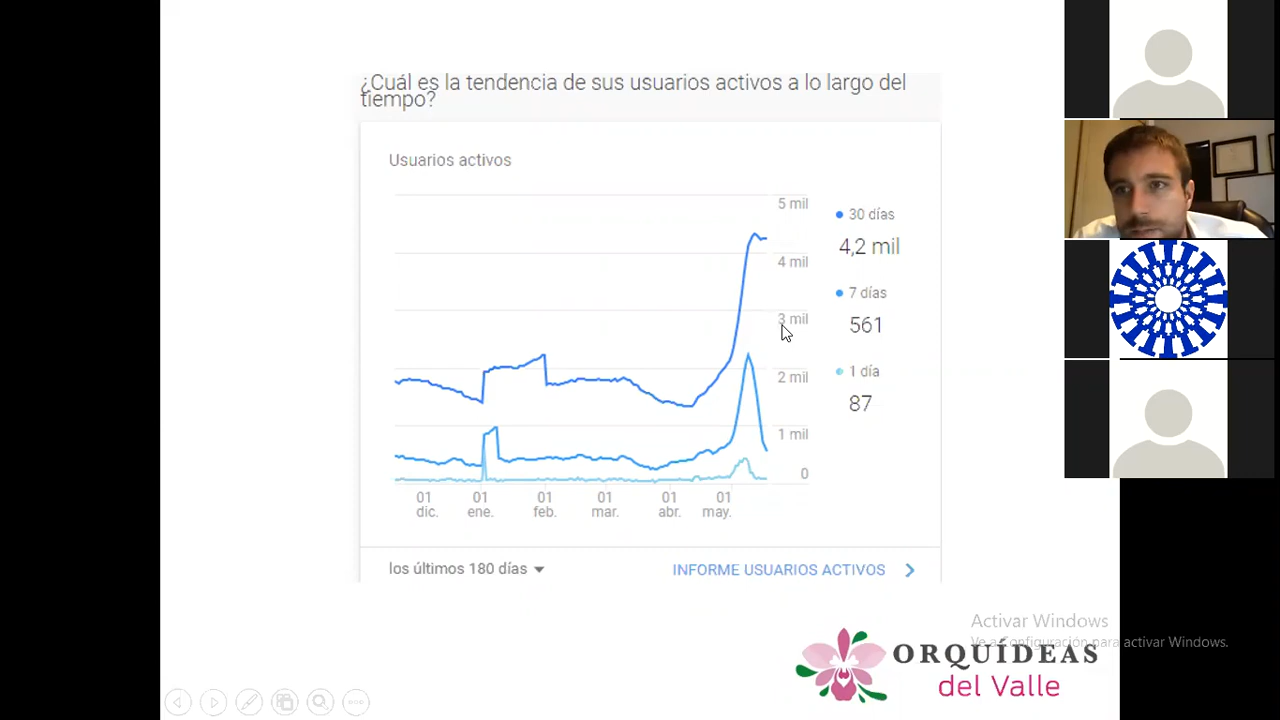 ¿Cuál es la tendencia de sus usuarios activos a lo largo del
tiempo?
Usuarios activos
5 mil
4 mil
3 mil
2 mil
1 mil
0
30 días
4,2 mil
7 días
561
1 día
87
01 01 01 01 01 01
dic. ene. feb. mar. abr. may.
los últimos 180 días
INFORME USUARIOS ACTIVOS
Activar Windows
Ve a Configuración para activar Windows.
ORQUÍDEAS
del Valle